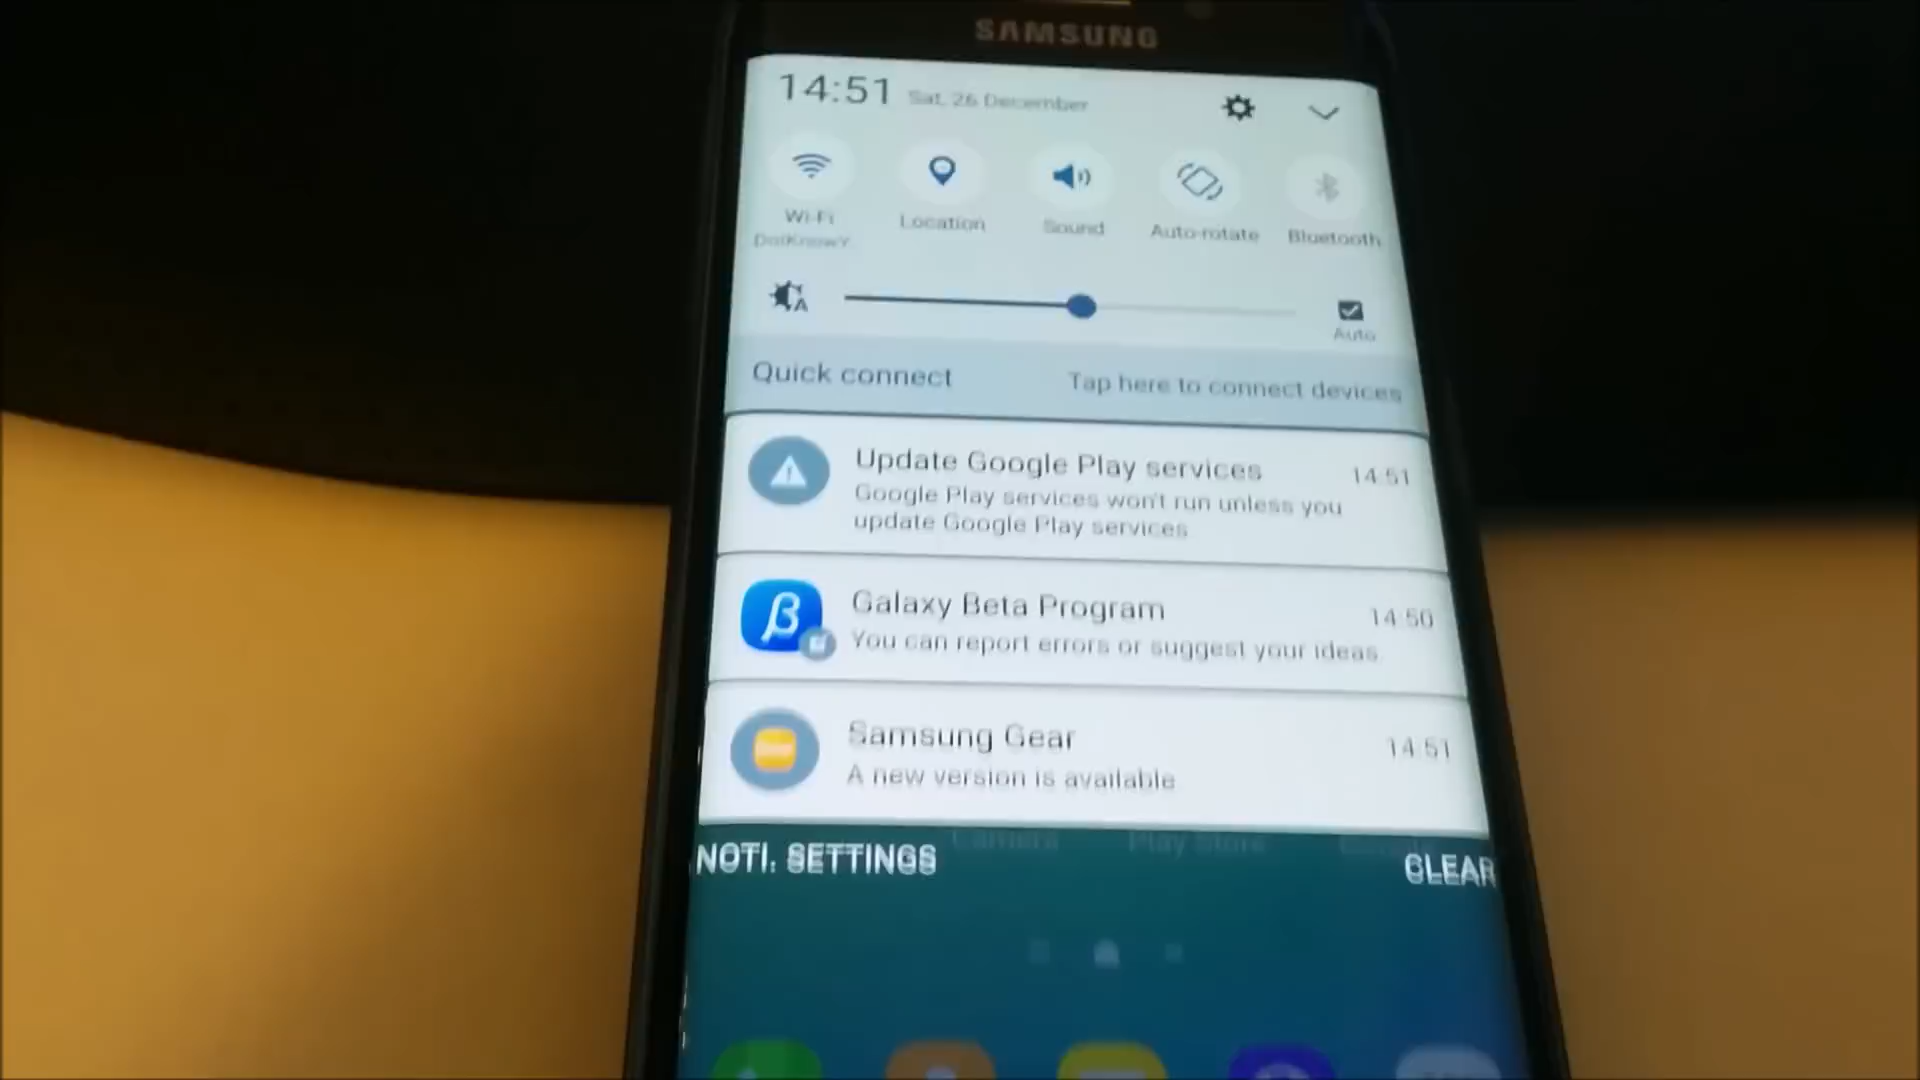 SAMSUNG
14:51 Sat, 26 December
Wi-Fi Location Sound Auto-rotate Bluetooth
A
Auto
Quick connect Tap here to connect devices
Update Google Play services 14:51
Google Play services won't run unless you
update Google Play services
β Galaxy Beta Program 14:50
You can report errors or suggest your ideas
Samsung Gear 14:51
A new version is available
Camera Play Store
NOTI. SETTINGS CLEAR